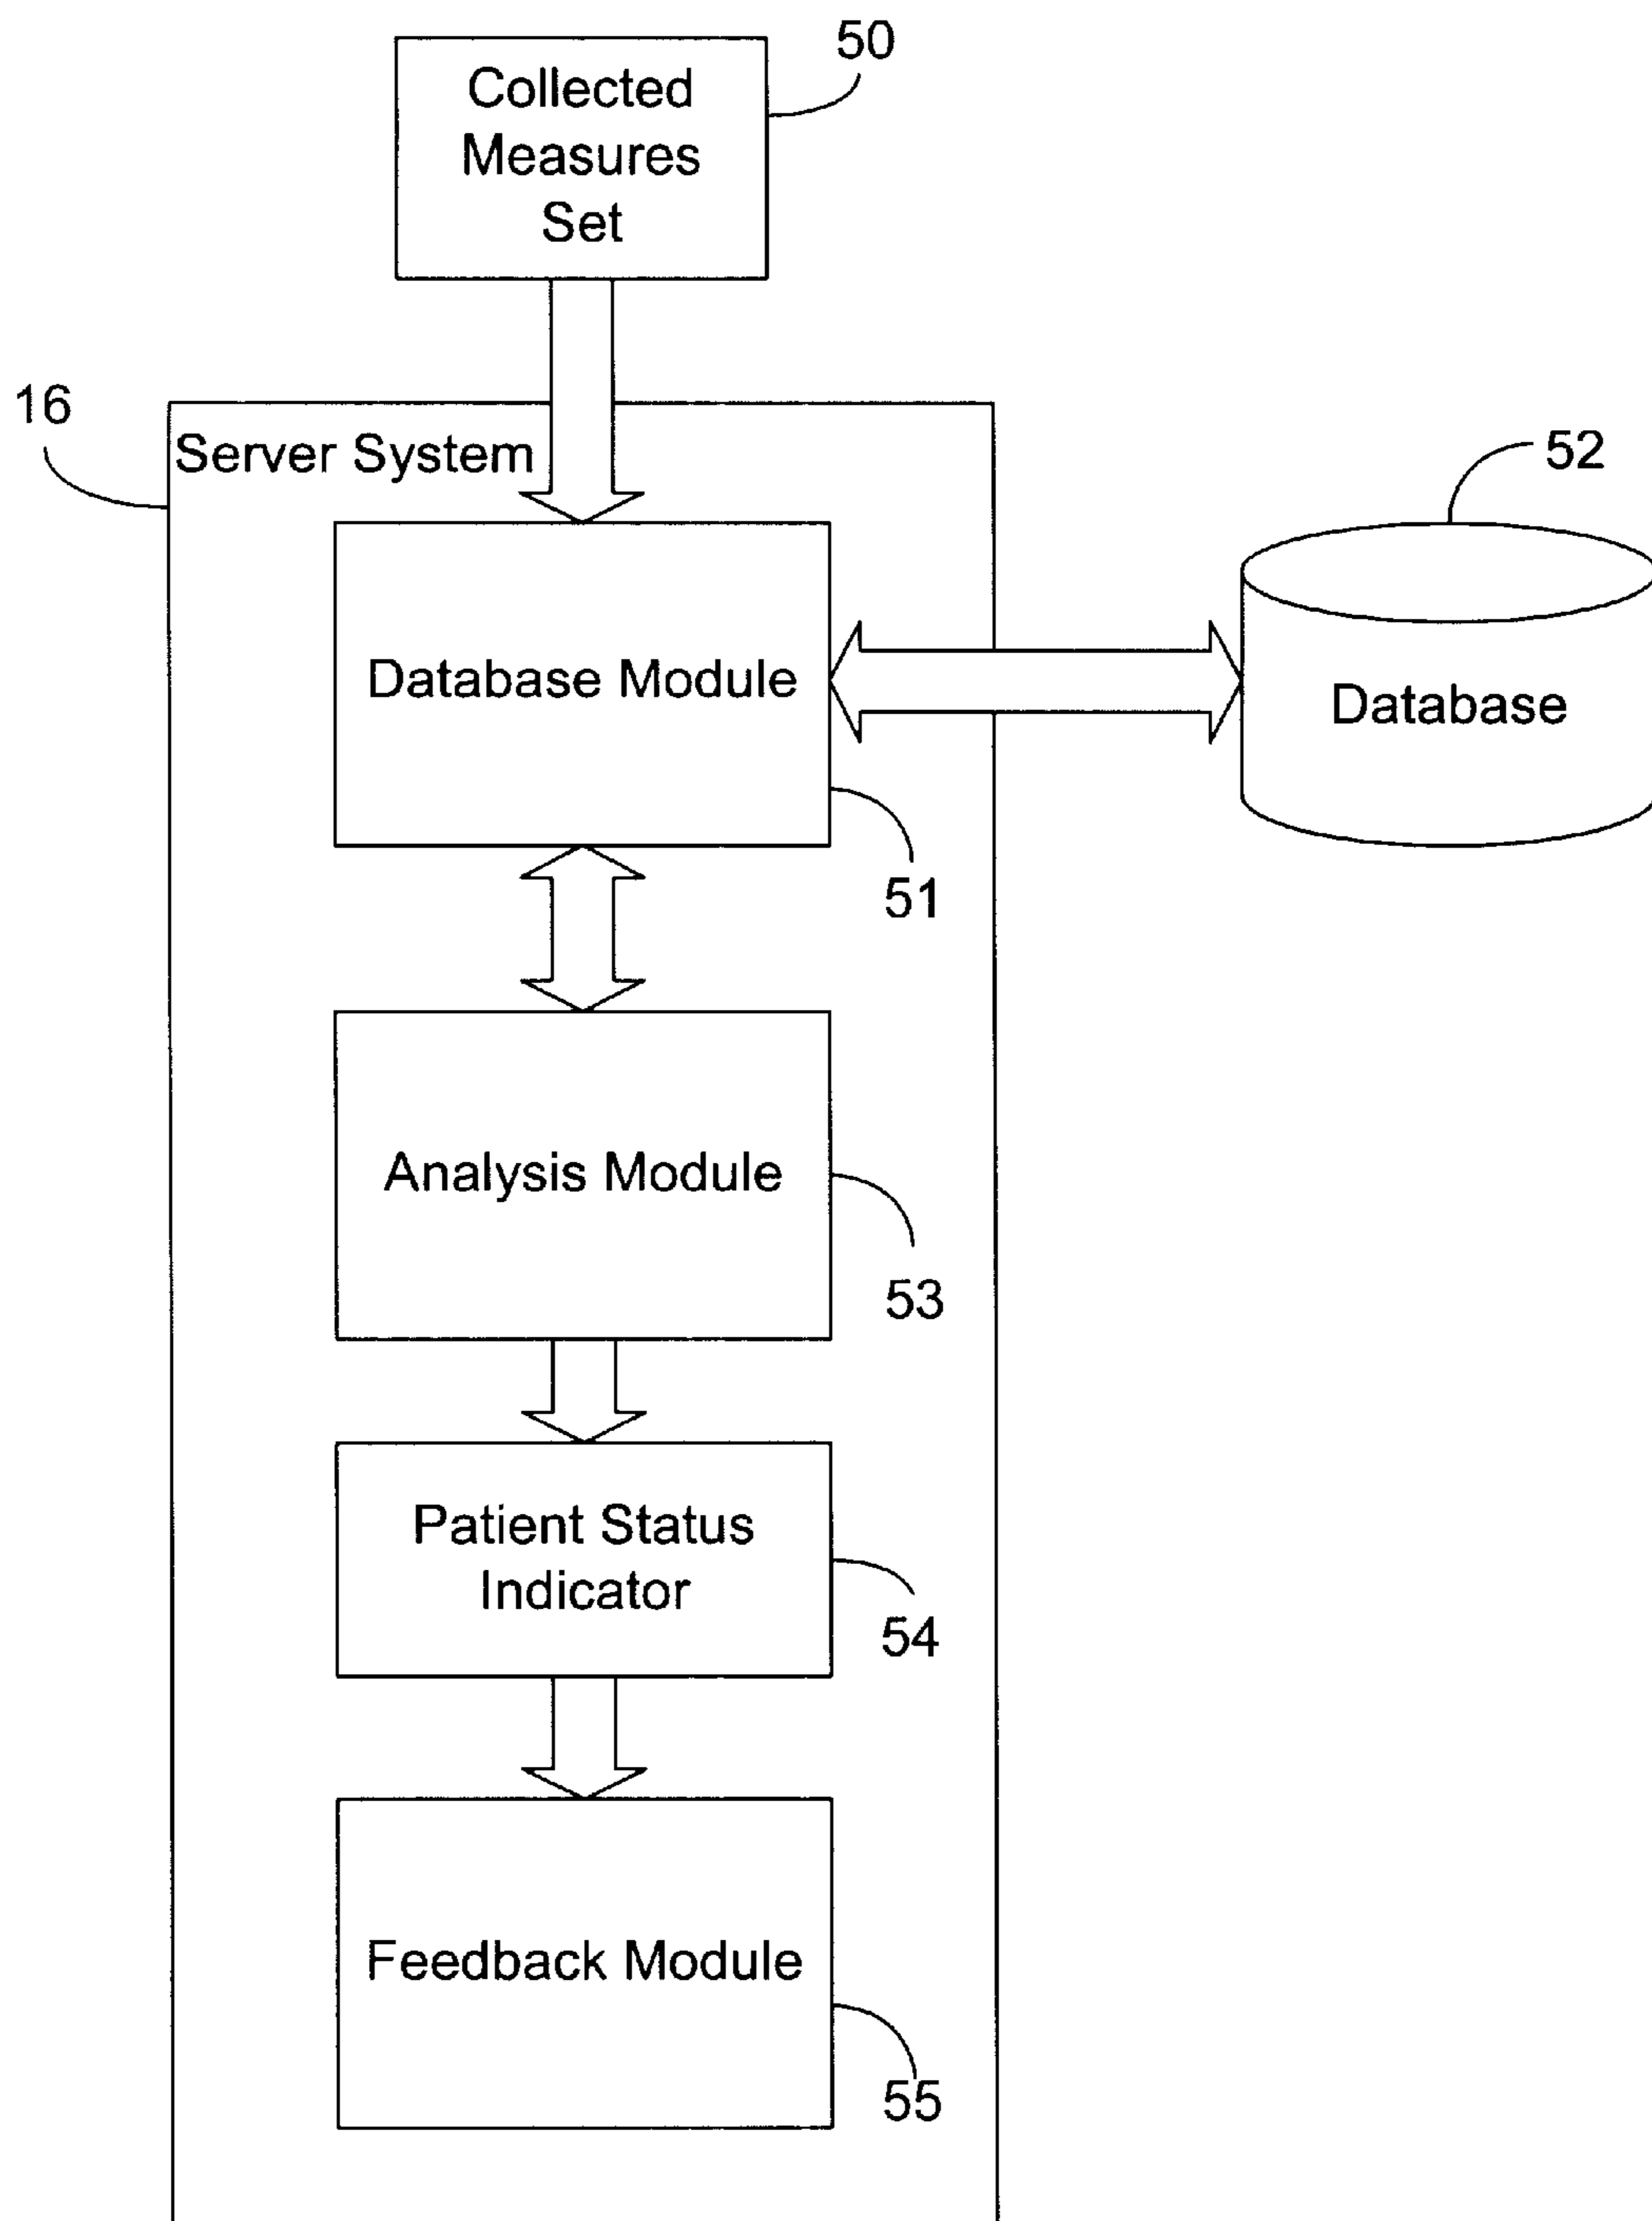 50
Collected
Measures
Set
16
Server System
52
Database Module
Database
51
Analysis Module
53
Patient Status
Indicator
54
Feedback Module
55